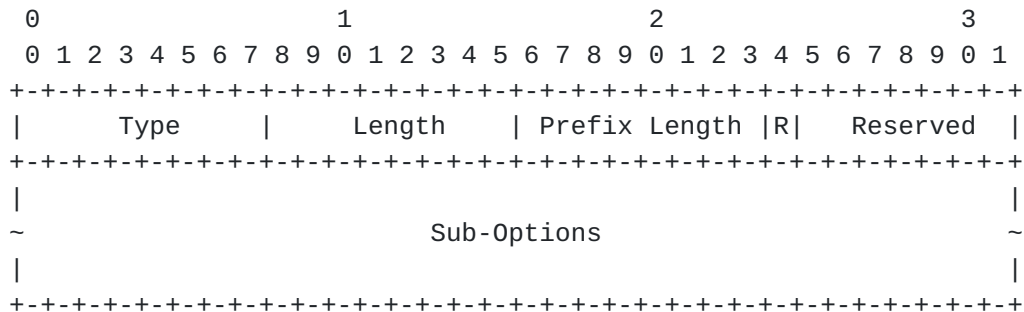 0                   1                   2                   3
 0 1 2 3 4 5 6 7 8 9 0 1 2 3 4 5 6 7 8 9 0 1 2 3 4 5 6 7 8 9 0 1
+-+-+-+-+-+-+-+-+-+-+-+-+-+-+-+-+-+-+-+-+-+-+-+-+-+-+-+-+-+-+-+-+
|      Type     |     Length    | Prefix Length |R|   Reserved  |
+-+-+-+-+-+-+-+-+-+-+-+-+-+-+-+-+-+-+-+-+-+-+-+-+-+-+-+-+-+-+-+-+
|                                                               |
~                          Sub-Options                          ~
|                                                               |
+-+-+-+-+-+-+-+-+-+-+-+-+-+-+-+-+-+-+-+-+-+-+-+-+-+-+-+-+-+-+-+-+